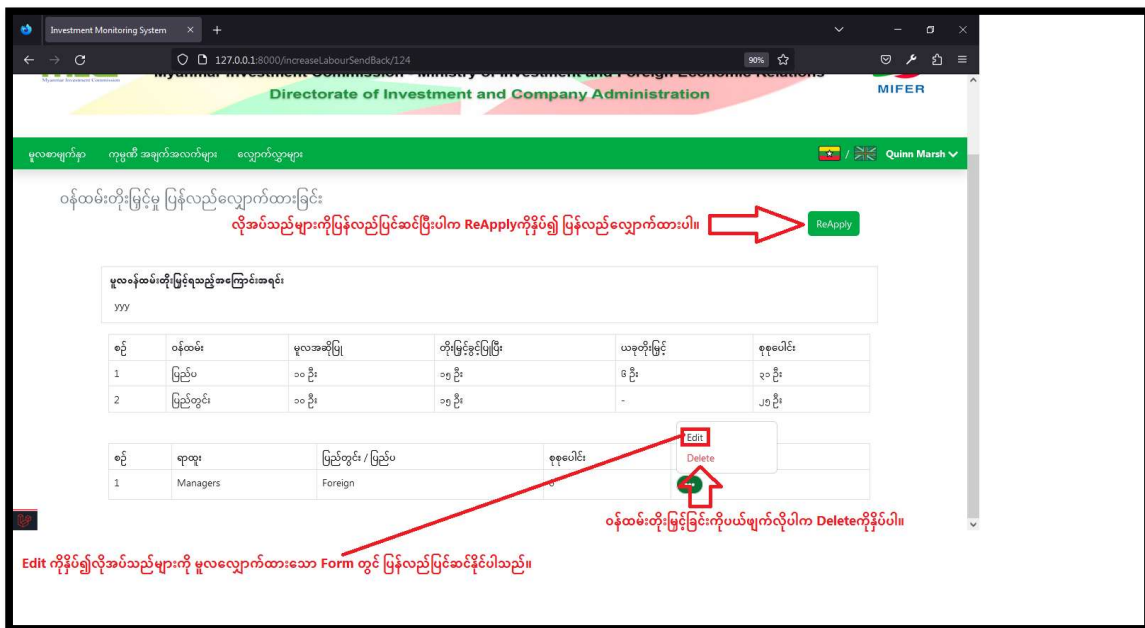 Investment Monitoring System
127.0.0.1:8000/increaseLabourSendBack/124
90%
Myanmar Investment Commission - Ministry of Investment and Foreign Economic Relations
Directorate of Investment and Company Administration
MIFER
မူလစာမျက်နှာ ကုမ္ပဏီ အချက်အလက်များ လျှောက်လွှာများ / Quinn Marsh
ဝန်ထမ်းတိုးမြှင့်မှု ပြန်လည်လျှောက်ထားခြင်း
လိုအပ်သည်များကိုပြန်လည်ပြင်ဆင်ပြီးပါက ReApplyကိုနှိပ်၍ ပြန်လည်လျှောက်ထားပါ။
ReApply
မူလဝန်ထမ်းတိုးမြှင့်ရသည့်အကြောင်းအရင်း
yyy
စဉ် ဝန်ထမ်း မူလအဆိုပြု တိုးမြှင့်ခွင့်ပြုပြီး ယခုတိုးမြှင့် စုစုပေါင်း
1 ပြည်ပ ၁၀ ဦး ၁၅ ဦး ၆ ဦး ၃၁ ဦး
2 ပြည်တွင်း ၁၀ ဦး ၁၅ ဦး - ၂၅ ဦး
Edit
Delete
စဉ် ရာထူး ပြည်တွင်း / ပြည်ပ စုစုပေါင်း
1 Managers Foreign
ဝန်ထမ်းတိုးမြှင့်ခြင်းကိုပယ်ဖျက်လိုပါက Deleteကိုနှိပ်ပါ။
Edit ကိုနှိပ်၍လိုအပ်သည်များကို မူလလျှောက်ထားသော Form တွင် ပြန်လည်ပြင်ဆင်နိုင်ပါသည်။